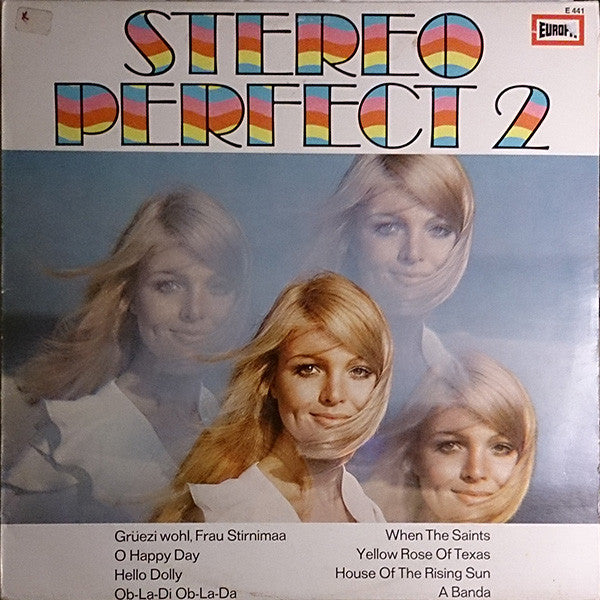 E 441
STEREO
PERFECT 2
Grüezi wohl, Frau Stirnimaa
O Happy Day
Hello Dolly
Ob-La-Di Ob-La-Da
When The Saints
Yellow Rose Of Texas
House Of The Rising Sun
A Banda